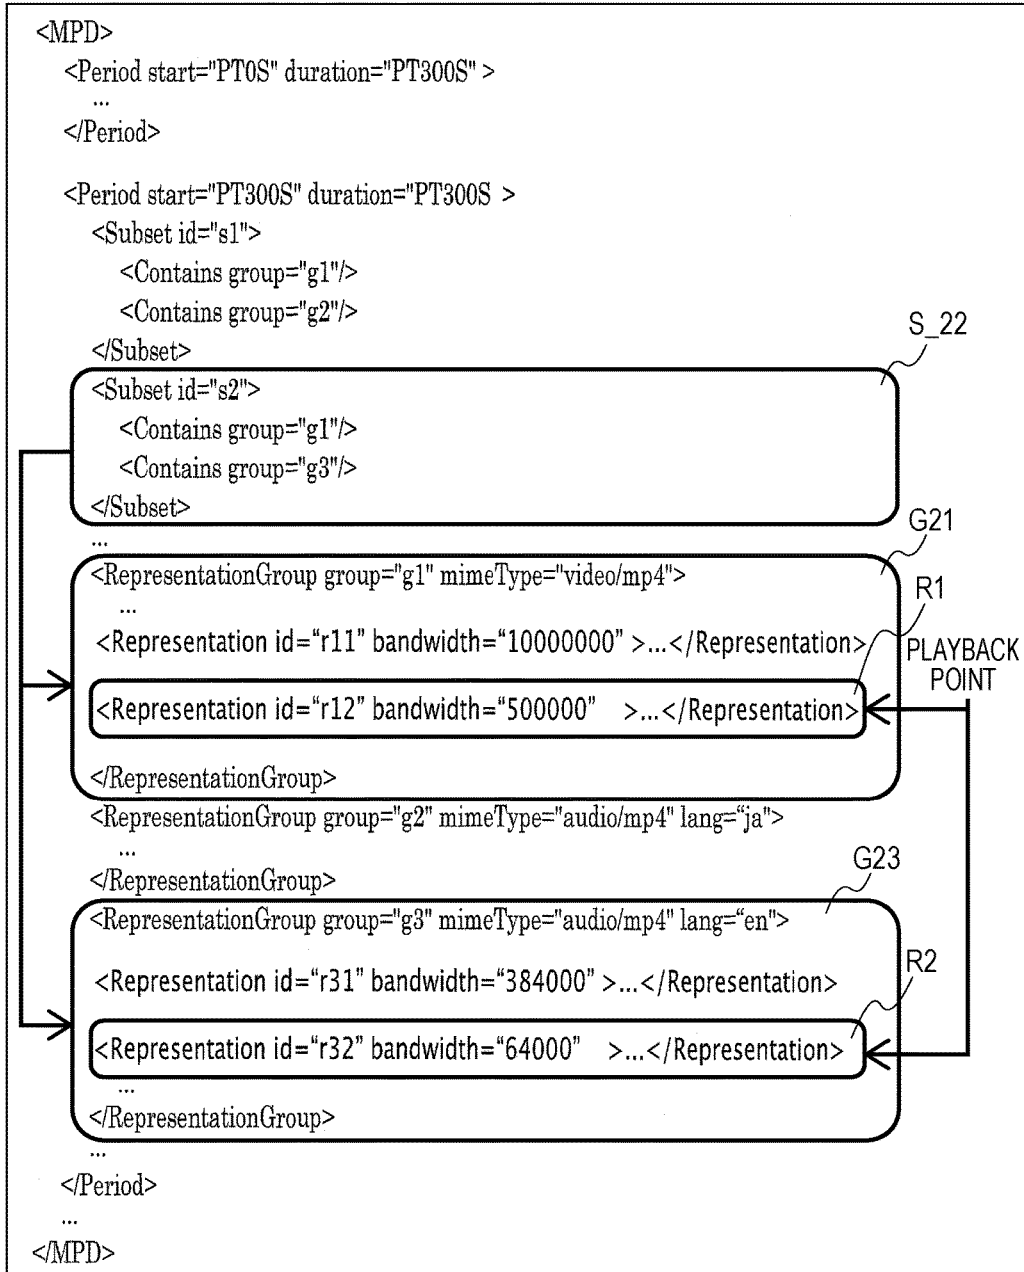 <MPD>
<Period start="PT0S" duration="PT300S" >
...
</Period>
<Period start="PT300S" duration="PT300S >
<Subset id="s1">
<Contains group="g1"/>
<Contains group="g2"/>
</Subset>
S_22
<Subset id="s2">
<Contains group="g1"/>
<Contains group="g3"/>
</Subset>
...
G21
<RepresentationGroup group="g1" mimeType="video/mp4">
...
R1
<Representation id=“r11” bandwidth=“10000000” >...</Representation>
PLAYBACK
POINT
<Representation id=“r12” bandwidth=“500000” >...</Representation>
</RepresentationGroup>
<RepresentationGroup group="g2" mimeType="audio/mp4" lang=“ja">
...
</RepresentationGroup>
G23
<RepresentationGroup group="g3" mimeType="audio/mp4" lang=“en">
<Representation id=“r31” bandwidth=“384000” >...</Representation>
R2
<Representation id=“r32” bandwidth=“64000” >...</Representation>
...
</RepresentationGroup>
...
</Period>
...
</MPD>